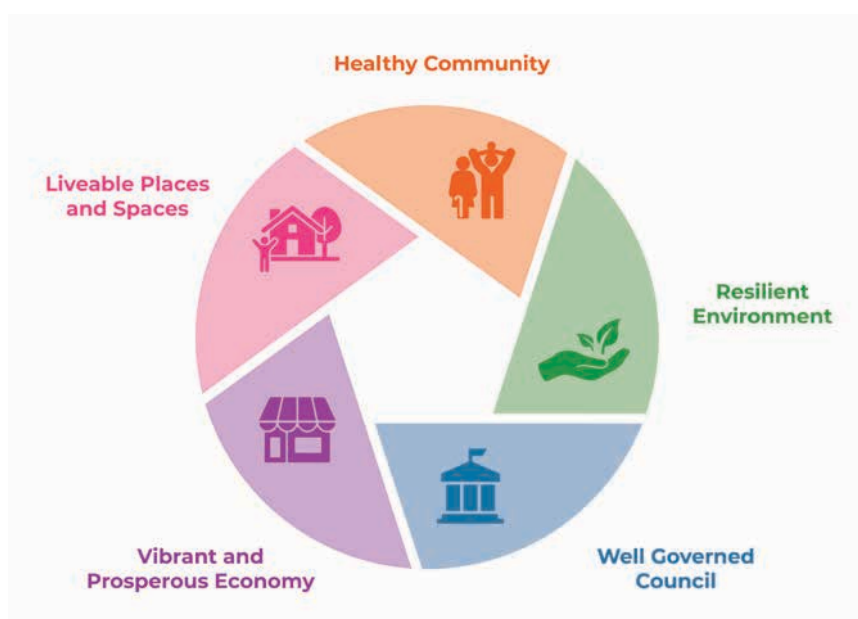 Healthy Community
Liveable Places
and Spaces
Resilient
Environment
Vibrant and
Prosperous Economy
Well Governed
Council